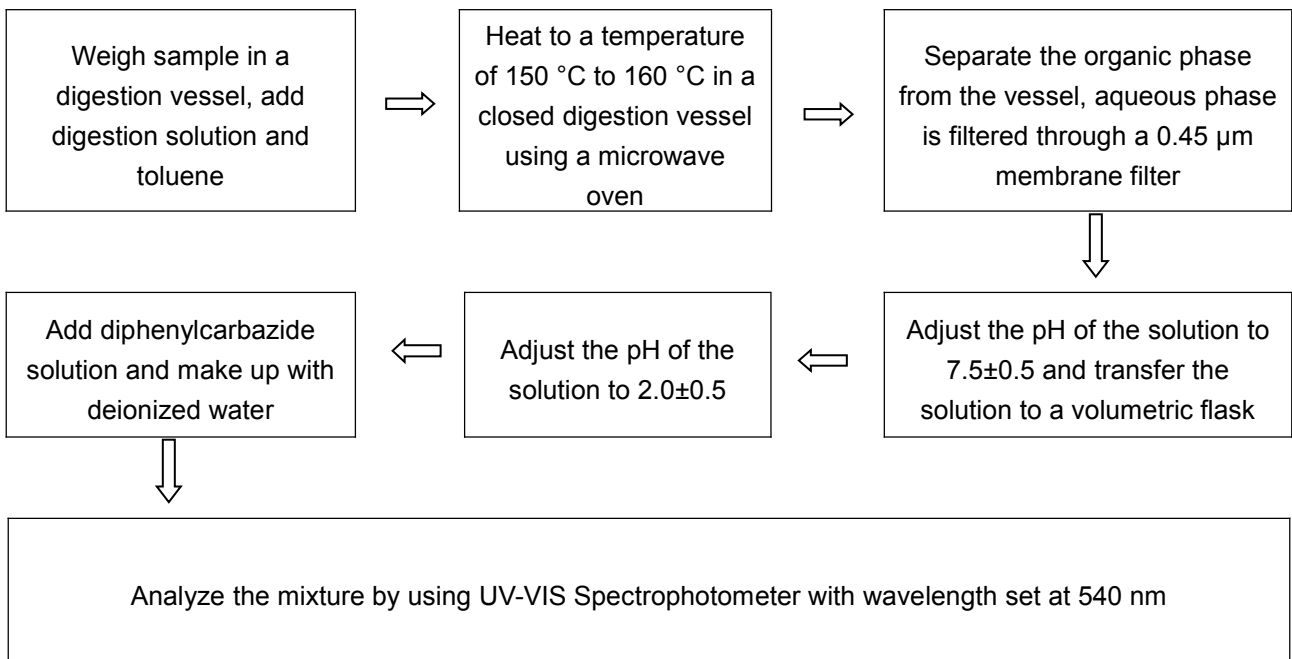 Weigh sample in a
digestion vessel, add
digestion solution and
toluene
Heat to a temperature
of 150 °C to 160 °C in a
closed digestion vessel
using a microwave
oven
Separate the organic phase
from the vessel, aqueous phase
is filtered through a 0.45 μm
membrane filter
Adjust the pH of the solution to
7.5±0.5 and transfer the
solution to a volumetric flask
Adjust the pH of the
solution to 2.0±0.5
Add diphenylcarbazide
solution and make up with
deionized water
Analyze the mixture by using UV-VIS Spectrophotometer with wavelength set at 540 nm